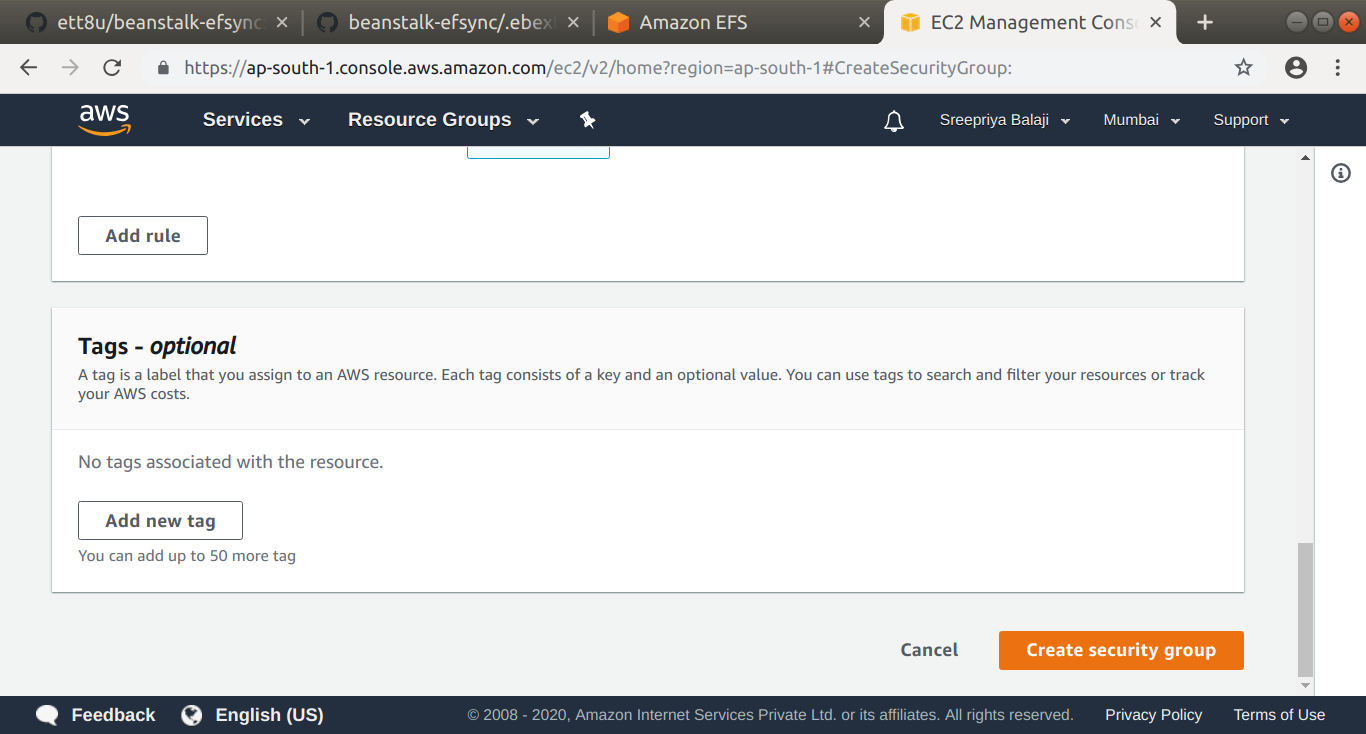 ett8u/beanstalk-efsync
beanstalk-efsync/.ebex
Amazon EFS
EC2 Management Cons
https://ap-south-1.console.aws.amazon.com/ec2/v2/home?region=ap-south-1#CreateSecurityGroup:
aws
Services
Resource Groups
Sreepriya Balaji
Mumbai
Support
Add rule
Tags - optional
A tag is a label that you assign to an AWS resource. Each tag consists of a key and an optional value. You can use tags to search and filter your resources or track
your AWS costs.
No tags associated with the resource.
Add new tag
You can add up to 50 more tag
Cancel
Create security group
Feedback
English (US)
© 2008 - 2020, Amazon Internet Services Private Ltd. or its affiliates. All rights reserved.
Privacy Policy
Terms of Use